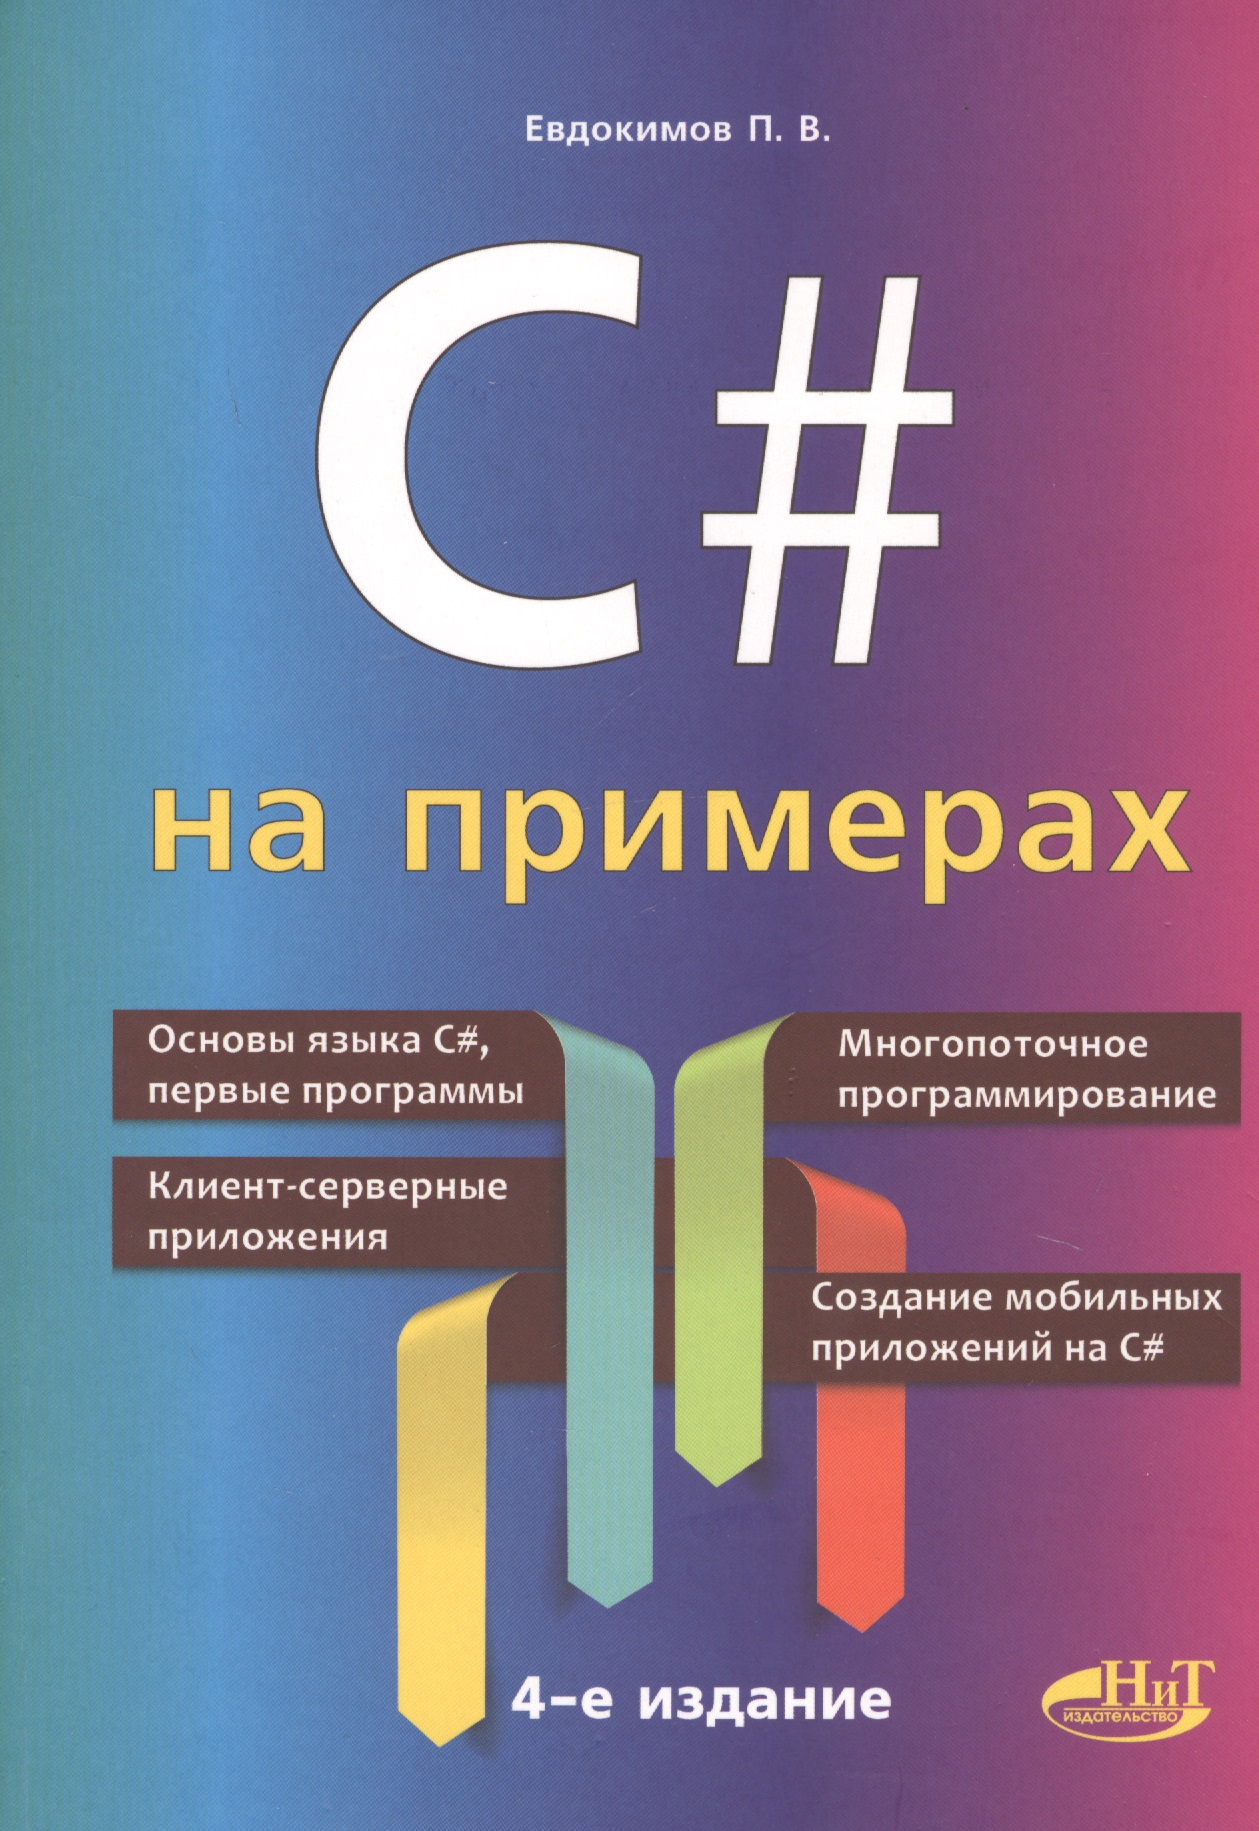 Евдокимов П. В.
C#
на примерах
Основы языка C#,
первые программы
Многопоточное
программирование
Клиент-серверные
приложения
Создание мобильных
приложений на C#
4-е издание
НиТ
издательство